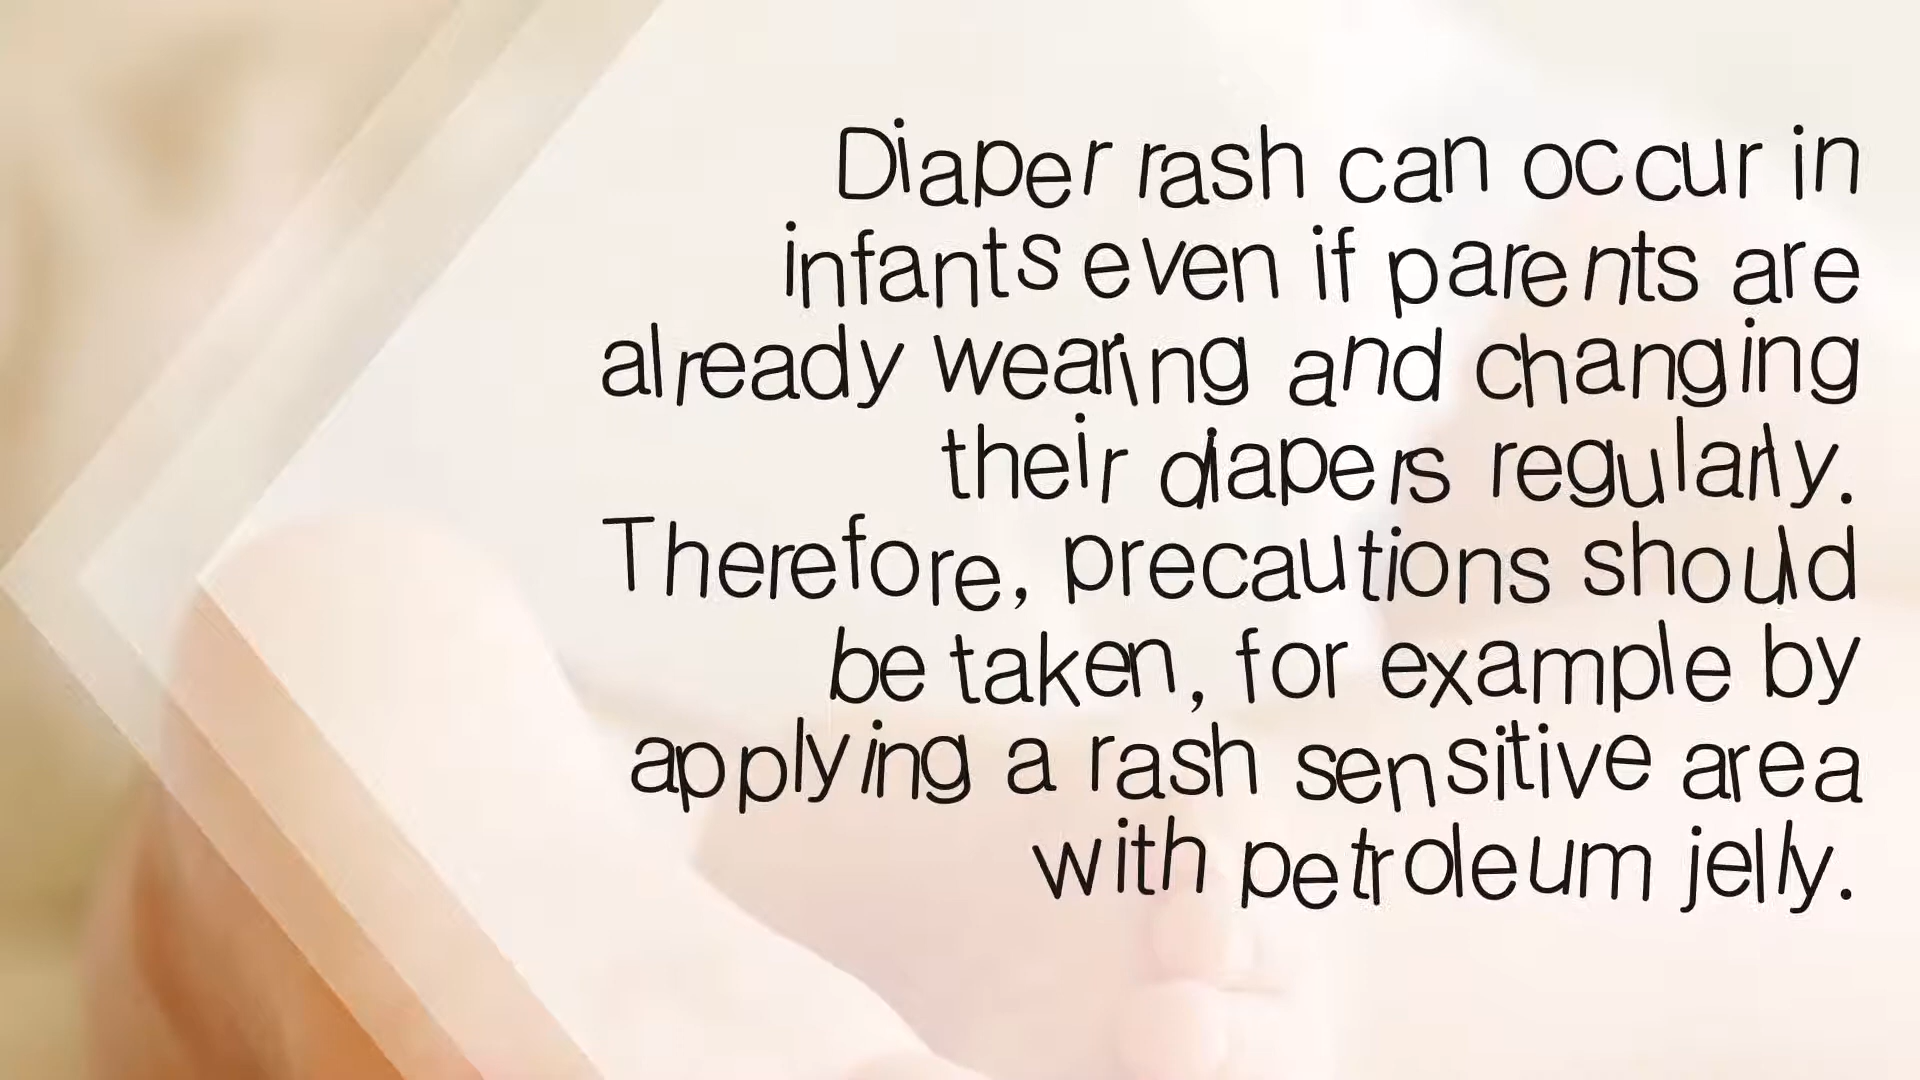 Diaper rash can occur in
infants even if parents are
already wearing and changing
their diapers regularly.
Therefore, precautions should
be taken, for example by
applying a rash sensitive area
with petroleum jelly.